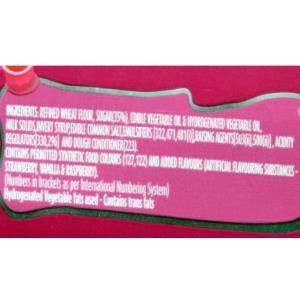 INGREDIENTS: REFINED WHEAT FLOUR, SUGAR(35%), EDIBLE VEGETABLE OIL & HYDROGENATED VEGETABLE OIL,
MILK SOLIDS,INVERT SYRUP,EDIBLE COMMON SALT,EMULSIFIERS [322,471,481(i)],RAISING AGENTS[503(ii),500(ii)], ACIDITY
REGULATORS[330,296] AND DOUGH CONDITIONER(223).
CONTAINS PERMITTED SYNTHETIC FOOD COLOURS (127,122) AND ADDED FLAVOURS (ARTIFICIAL FLAVOURING SUBSTANCES -
STRAWBERRY, VANILLA & RASPBERRY).
(Numbers in brackets as per International Numbering System)
Hydrogenated Vegetable fats used - Contains trans fats